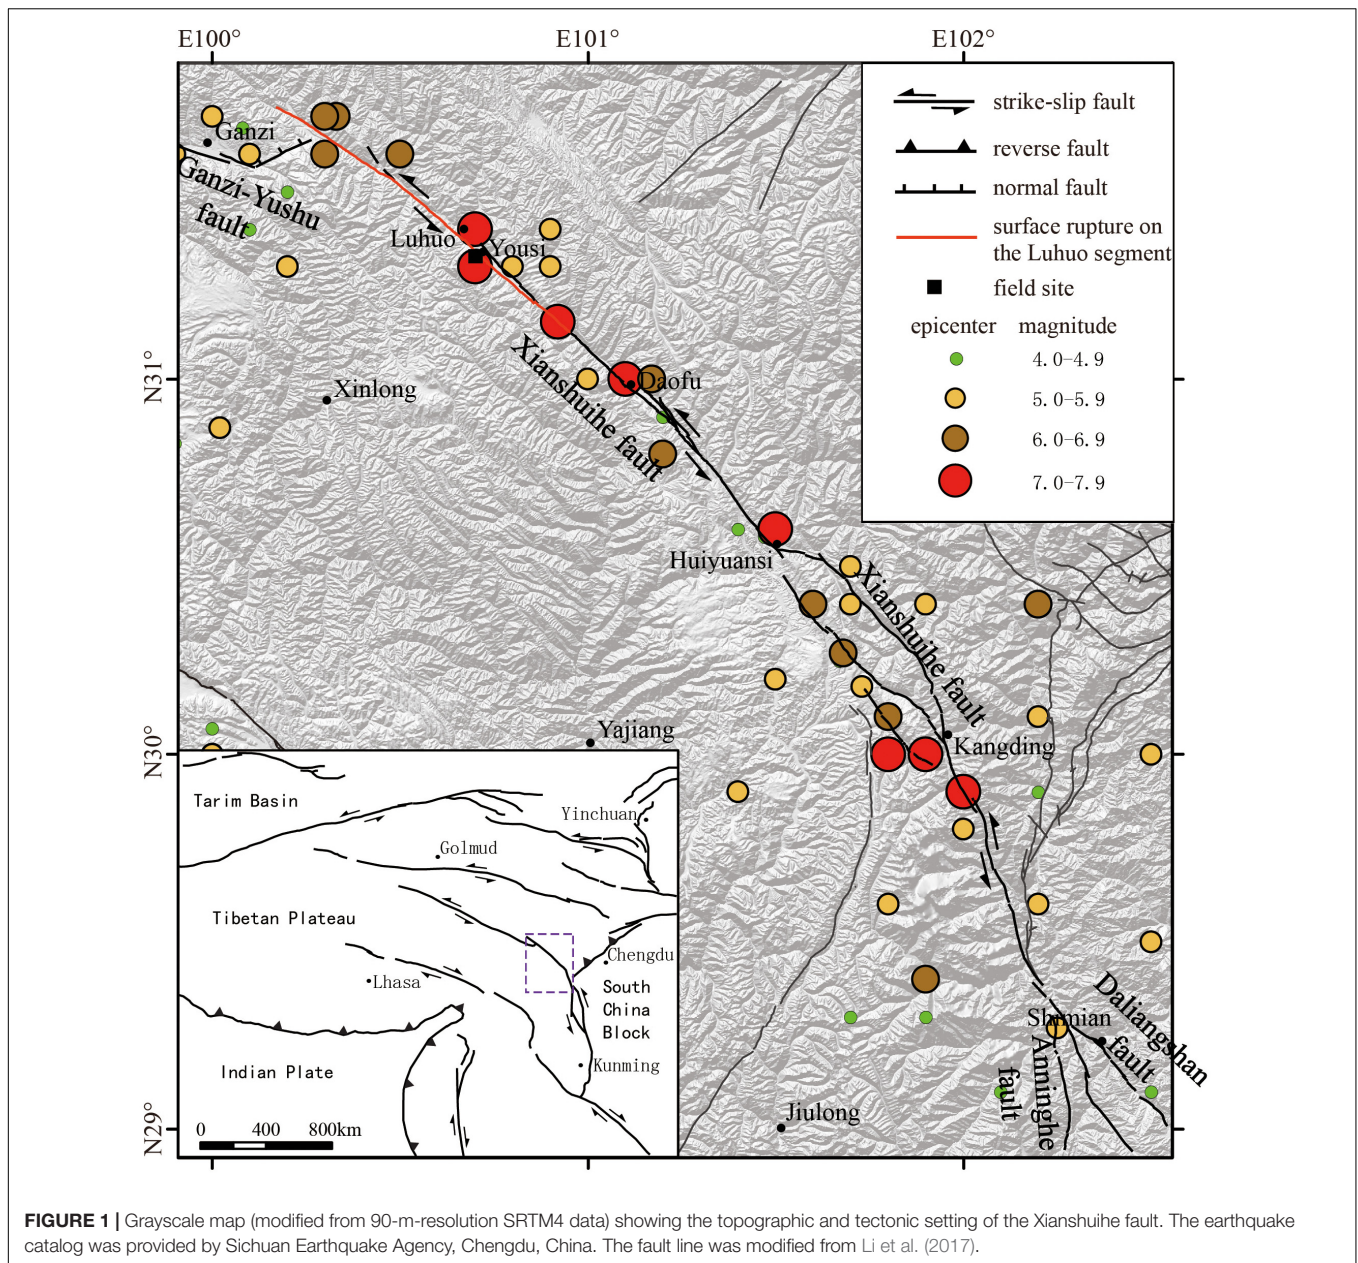 E100°
E101°
E102°
strike-slip fault
reverse fault
normal fault
surface rupture on
the Luhuo segment
field site
epicenter magnitude
4.0–4.9
5.0–5.9
6.0–6.9
7.0–7.9
Ganzi
Ganzi-Yushu
fault
Luhuo
Yousi
N31°
Xinlong
Xianshuihe fault
Daofu
Huiyuansi
Xianshuihe fault
N30°
Yajiang
Kangding
Tarim Basin
Yinchuan
Golmud
Tibetan Plateau
Chengdu
Lhasa
South
China
Block
Kunming
Indian Plate
0 400 800km
Shimian
Daliangshan
fault
Anninghe
fault
N29°
Jiulong
FIGURE 1 | Grayscale map (modified from 90-m-resolution SRTM4 data) showing the topographic and tectonic setting of the Xianshuihe fault. The earthquake
catalog was provided by Sichuan Earthquake Agency, Chengdu, China. The fault line was modified from Li et al. (2017).